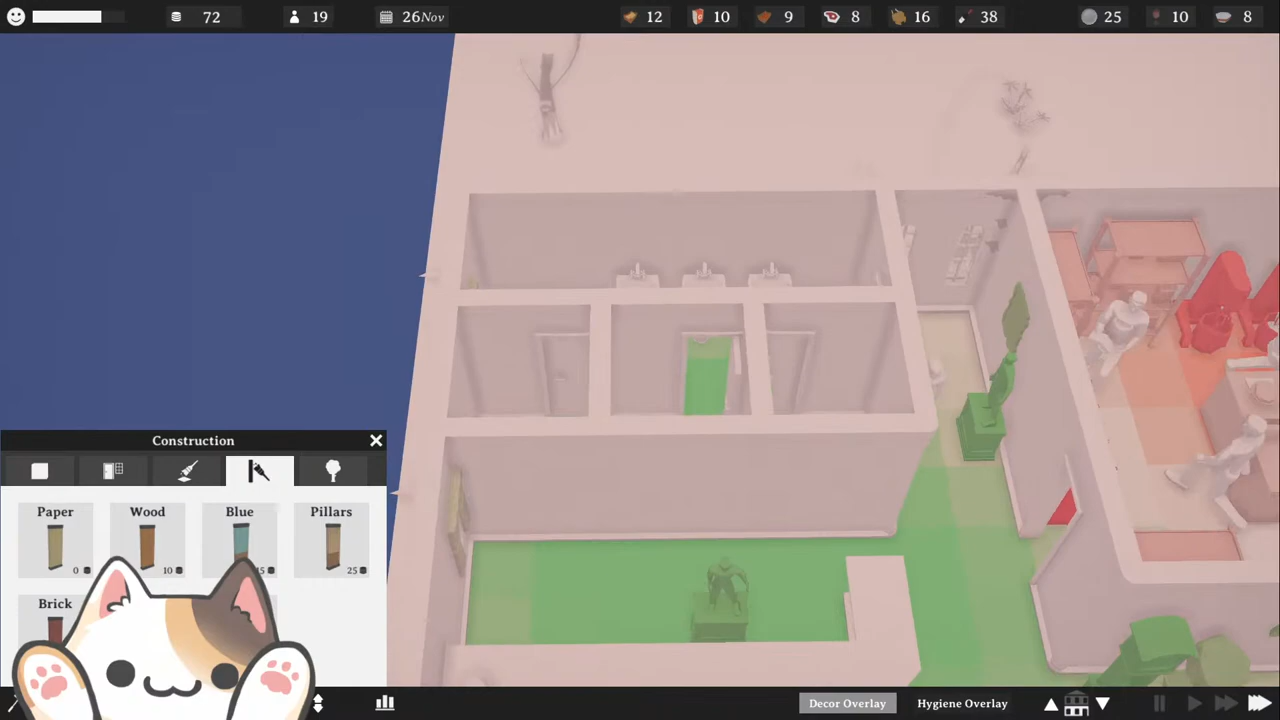 72
19
26Nov
12
10
9
8
16
38
25
10
8
Construction
Paper
Wood
Blue
Pillars
0
10
25
Brick
Decor Overlay
Hygiene Overlay